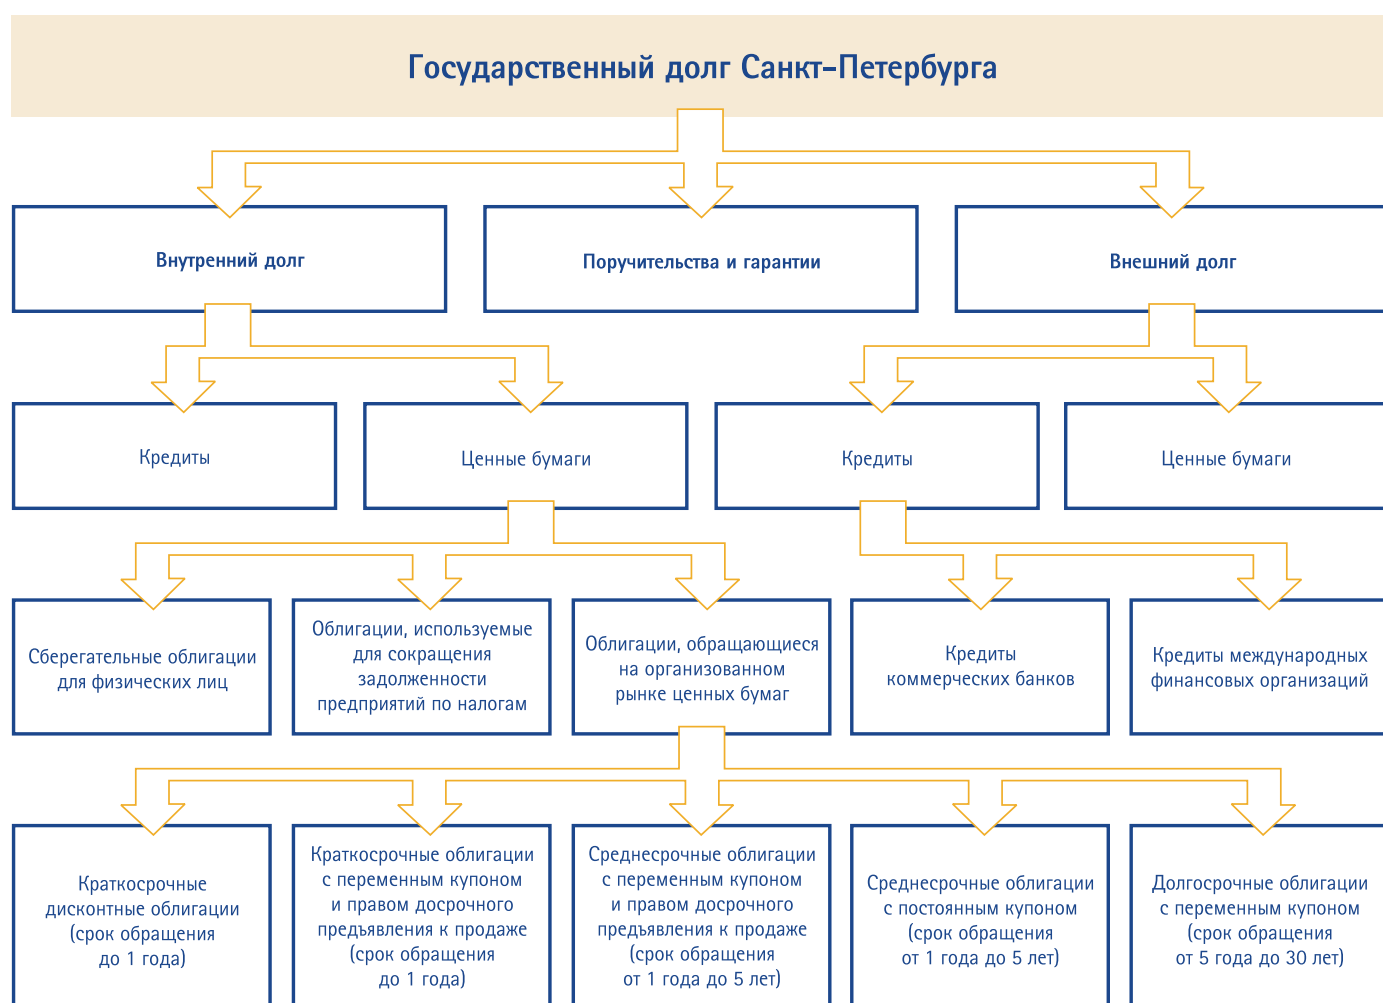 Государственный долг Санкт-Петербурга
Внутренний долг
Поручительства и гарантии
Внешний долг
Кредиты
Ценные бумаги
Кредиты
Ценные бумаги
Сберегательные облигации
для физических лиц
Облигации, используемые
для сокращения
задолженности
предприятий по налогам
Облигации, обращающиеся
на организованном
рынке ценных бумаг
Кредиты
коммерческих банков
Кредиты международных
финансовых организаций
Краткосрочные
дисконтные облигации
(срок обращения
до 1 года)
Краткосрочные облигации
с переменным купоном
и правом досрочного
предъявления к продаже
(срок обращения
до 1 года)
Среднесрочные облигации
с переменным купоном
и правом досрочного
предъявления к продаже
(срок обращения
от 1 года до 5 лет)
Среднесрочные облигации
с постоянным купоном
(срок обращения
от 1 года до 5 лет)
Долгосрочные облигации
с переменным купоном
(срок обращения
от 5 года до 30 лет)